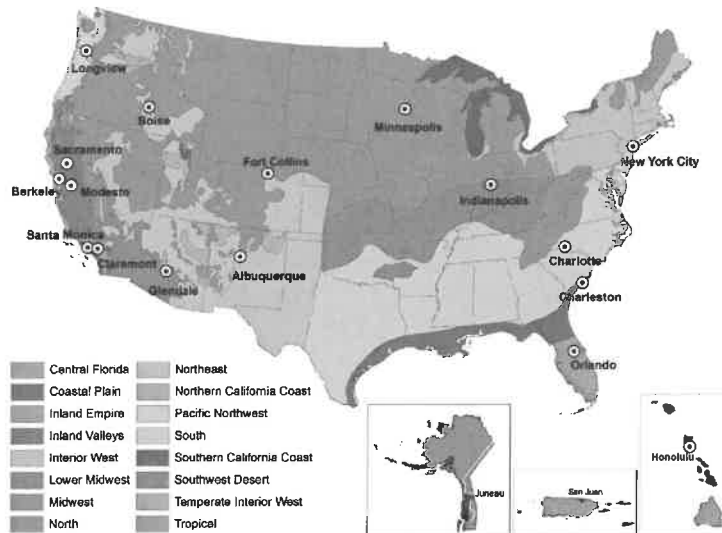 Longview
Boise
Minneapolis
Sacramento
Fort Collins
New York City
Berkele
Modesto
Indianapolis
Santa Monica
Claremont
Albuquerque
Charlotte
Glendale
Charleston
Orlando
Central Florida
Coastal Plain
Inland Empire
Inland Valleys
Interior West
Lower Midwest
Midwest
North
Northeast
Northern California Coast
Pacific Northwest
South
Southern California Coast
Southwest Desert
Temperate Interior West
Tropical
Juneau
San Juan
Honolulu